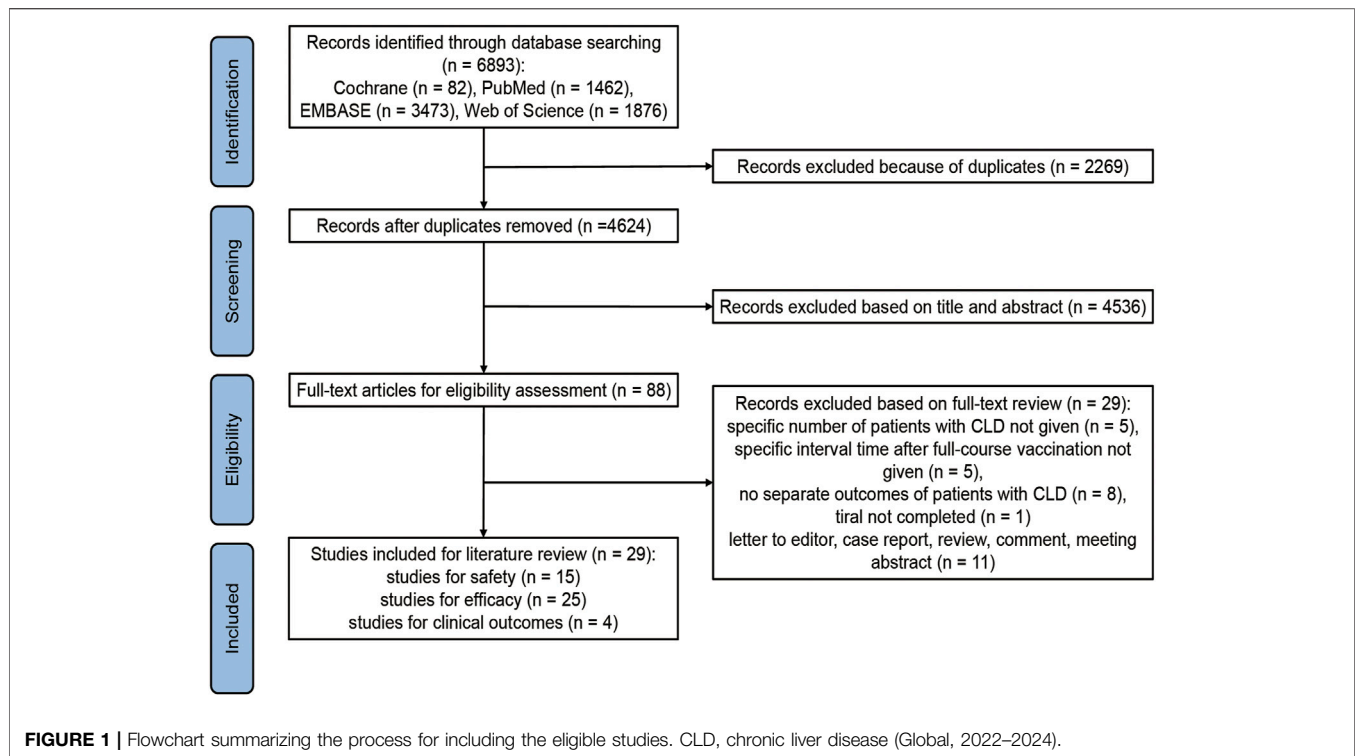 Identification
Records identified through database searching
(n = 6893):
Cochrane (n = 82), PubMed (n = 1462),
EMBASE (n = 3473), Web of Science (n = 1876)
Records excluded because of duplicates (n = 2269)
Screening
Records after duplicates removed (n =4624)
Records excluded based on title and abstract (n = 4536)
Eligibility
Full-text articles for eligibility assessment (n = 88)
Records excluded based on full-text review (n = 29):
specific number of patients with CLD not given (n = 5),
specific interval time after full-course vaccination not
given (n = 5),
no separate outcomes of patients with CLD (n = 8),
tiral not completed (n = 1)
letter to editor, case report, review, comment, meeting
abstract (n = 11)
Included
Studies included for literature review (n = 29):
studies for safety (n = 15)
studies for efficacy (n = 25)
studies for clinical outcomes (n = 4)
FIGURE 1 | Flowchart summarizing the process for including the eligible studies. CLD, chronic liver disease (Global, 2022–2024).